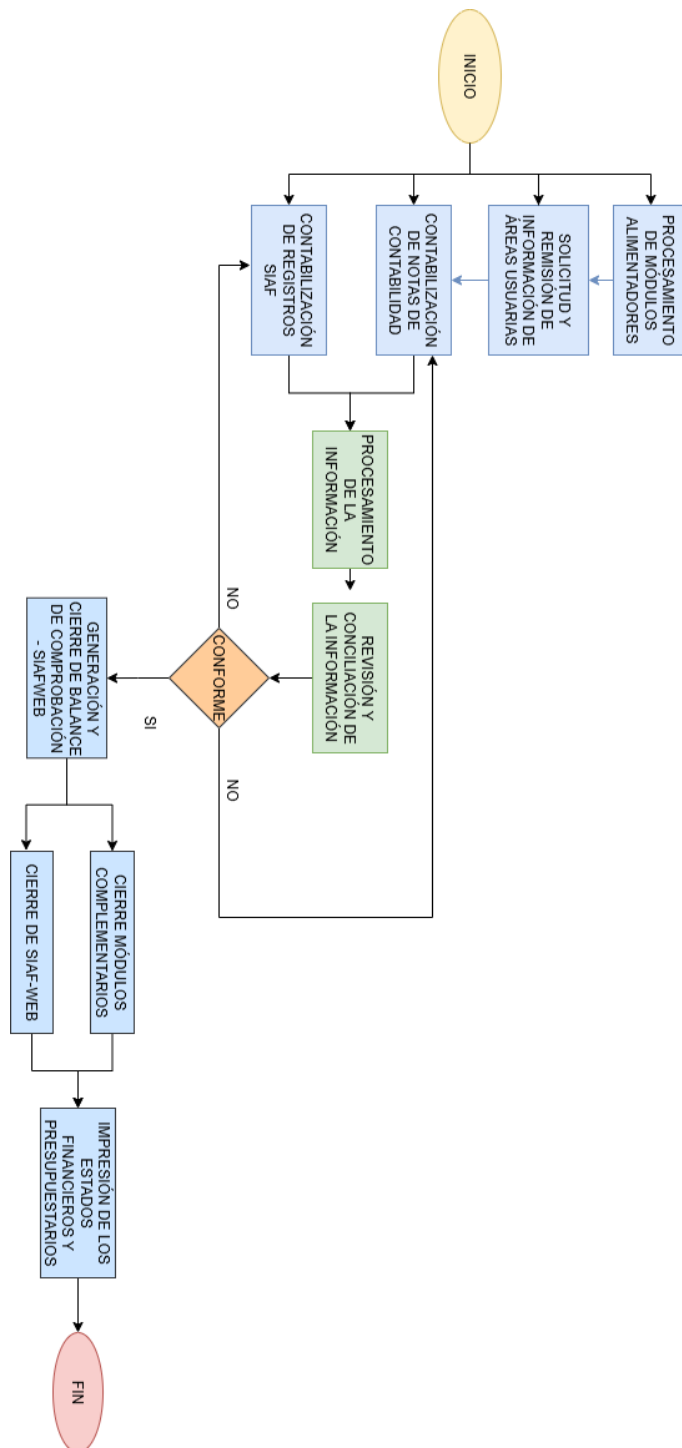 INICIO
PROCESAMIENTO
DE MÓDULOS
ALIMENTADORES
SOLICITUD Y
REMISIÓN DE
INFORMACIÓN DE
ÁREAS USUARIAS
CONTABILIZACIÓN
DE NOTAS DE
CONTABILIDAD
CONTABILIZACIÓN
DE REGISTROS
SIAF
PROCESAMIENTO
DE LA
INFORMACIÓN
REVISIÓN Y
CONCILIACIÓN DE
LA INFORMACIÓN
CONFORME
NO
NO
SI
GENERACIÓN Y
CIERRE DE BALANCE
DE COMPROBACIÓN
- SIAFWEB
CIERRE MÓDULOS
COMPLEMENTARIOS
CIERRE DE SIAF-WEB
IMPRESIÓN DE LOS
ESTADOS
FINANCIEROS Y
PRESUPUESTARIOS
FIN